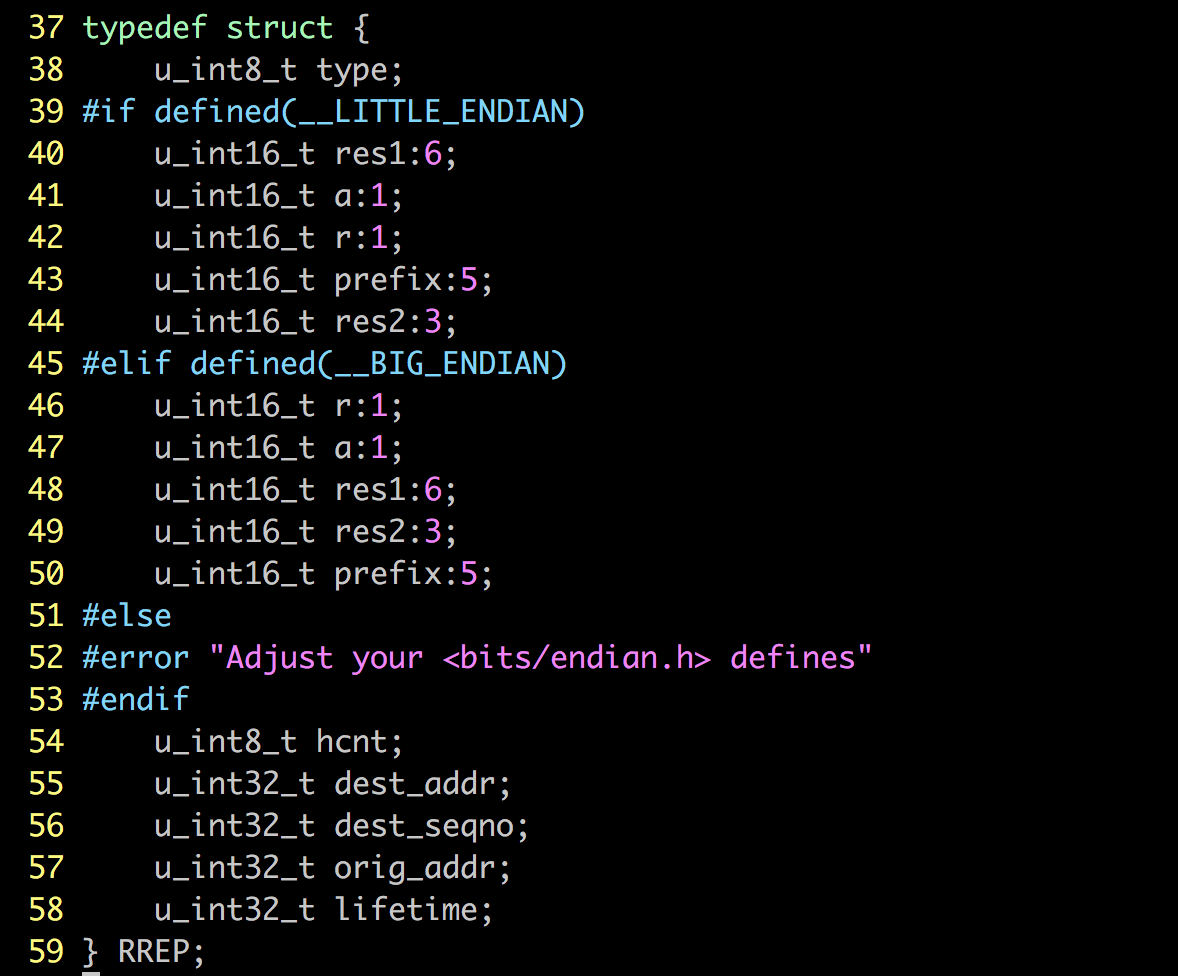 37 typedef struct {
38     u_int8_t type;
39 #if defined(__LITTLE_ENDIAN)
40     u_int16_t res1:6;
41     u_int16_t a:1;
42     u_int16_t r:1;
43     u_int16_t prefix:5;
44     u_int16_t res2:3;
45 #elif defined(__BIG_ENDIAN)
46     u_int16_t r:1;
47     u_int16_t a:1;
48     u_int16_t res1:6;
49     u_int16_t res2:3;
50     u_int16_t prefix:5;
51 #else
52 #error "Adjust your <bits/endian.h> defines"
53 #endif
54     u_int8_t hcnt;
55     u_int32_t dest_addr;
56     u_int32_t dest_seqno;
57     u_int32_t orig_addr;
58     u_int32_t lifetime;
59 } RREP;